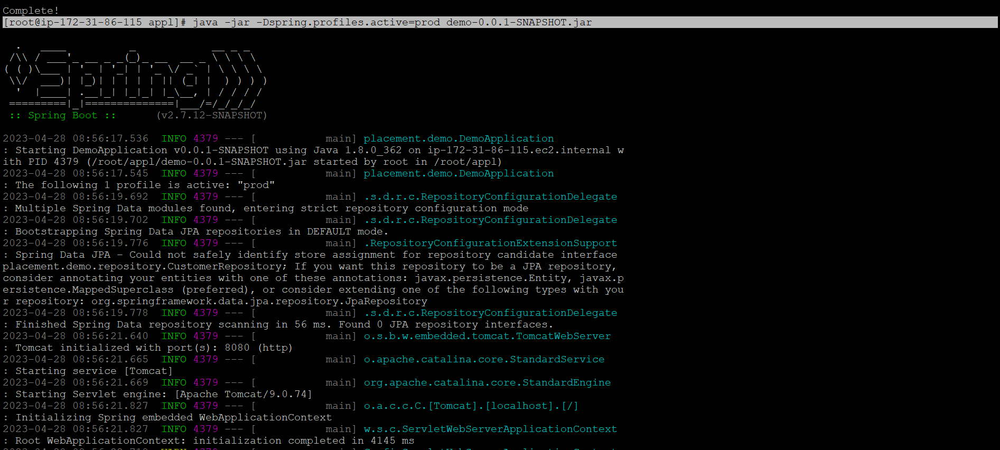 Complete!
[root@ip-172-31-86-115 appl]# java -jar -Dspring.profiles.active=prod demo-0.0.1-SNAPSHOT.jar
  .   ____          _            __ _ _
 /\\ / ___'_ __ _ _(_)_ __  __ _ \ \ \ \
( ( )\___ | '_ | '_| | '_ \/ _` | \ \ \ \
 \\/  ___)| |_)| | | | | || (_| |  ) ) ) )
  '  |____| .__|_| |_|_| |_\__, | / / / /
 =========|_|==============|___/=/_/_/_/
 :: Spring Boot ::      (v2.7.12-SNAPSHOT)
2023-04-28 08:56:17.536  INFO 4379 --- [           main] placement.demo.DemoApplication
: Starting DemoApplication v0.0.1-SNAPSHOT using Java 1.8.0_362 on ip-172-31-86-115.ec2.internal w
ith PID 4379 (/root/appl/demo-0.0.1-SNAPSHOT.jar started by root in /root/appl)
2023-04-28 08:56:17.545  INFO 4379 --- [           main] placement.demo.DemoApplication
: The following 1 profile is active: "prod"
2023-04-28 08:56:19.692  INFO 4379 --- [           main] .s.d.r.c.RepositoryConfigurationDelegate
: Multiple Spring Data modules found, entering strict repository configuration mode
2023-04-28 08:56:19.702  INFO 4379 --- [           main] .s.d.r.c.RepositoryConfigurationDelegate
: Bootstrapping Spring Data JPA repositories in DEFAULT mode.
2023-04-28 08:56:19.776  INFO 4379 --- [           main] .RepositoryConfigurationExtensionSupport
: Spring Data JPA - Could not safely identify store assignment for repository candidate interface
placement.demo.repository.CustomerRepository; If you want this repository to be a JPA repository,
consider annotating your entities with one of these annotations: javax.persistence.Entity, javax.p
ersistence.MappedSuperclass (preferred), or consider extending one of the following types with you
r repository: org.springframework.data.jpa.repository.JpaRepository
2023-04-28 08:56:19.778  INFO 4379 --- [           main] .s.d.r.c.RepositoryConfigurationDelegate
: Finished Spring Data repository scanning in 56 ms. Found 0 JPA repository interfaces.
2023-04-28 08:56:21.640  INFO 4379 --- [           main] o.s.b.w.embedded.tomcat.TomcatWebServer
: Tomcat initialized with port(s): 8080 (http)
2023-04-28 08:56:21.665  INFO 4379 --- [           main] o.apache.catalina.core.StandardService
: Starting service [Tomcat]
2023-04-28 08:56:21.669  INFO 4379 --- [           main] org.apache.catalina.core.StandardEngine
: Starting Servlet engine: [Apache Tomcat/9.0.74]
2023-04-28 08:56:21.827  INFO 4379 --- [           main] o.a.c.c.C.[Tomcat].[localhost].[/]
: Initializing Spring embedded WebApplicationContext
2023-04-28 08:56:21.827  INFO 4379 --- [           main] w.s.c.ServletWebServerApplicationContext
: Root WebApplicationContext: initialization completed in 4145 ms